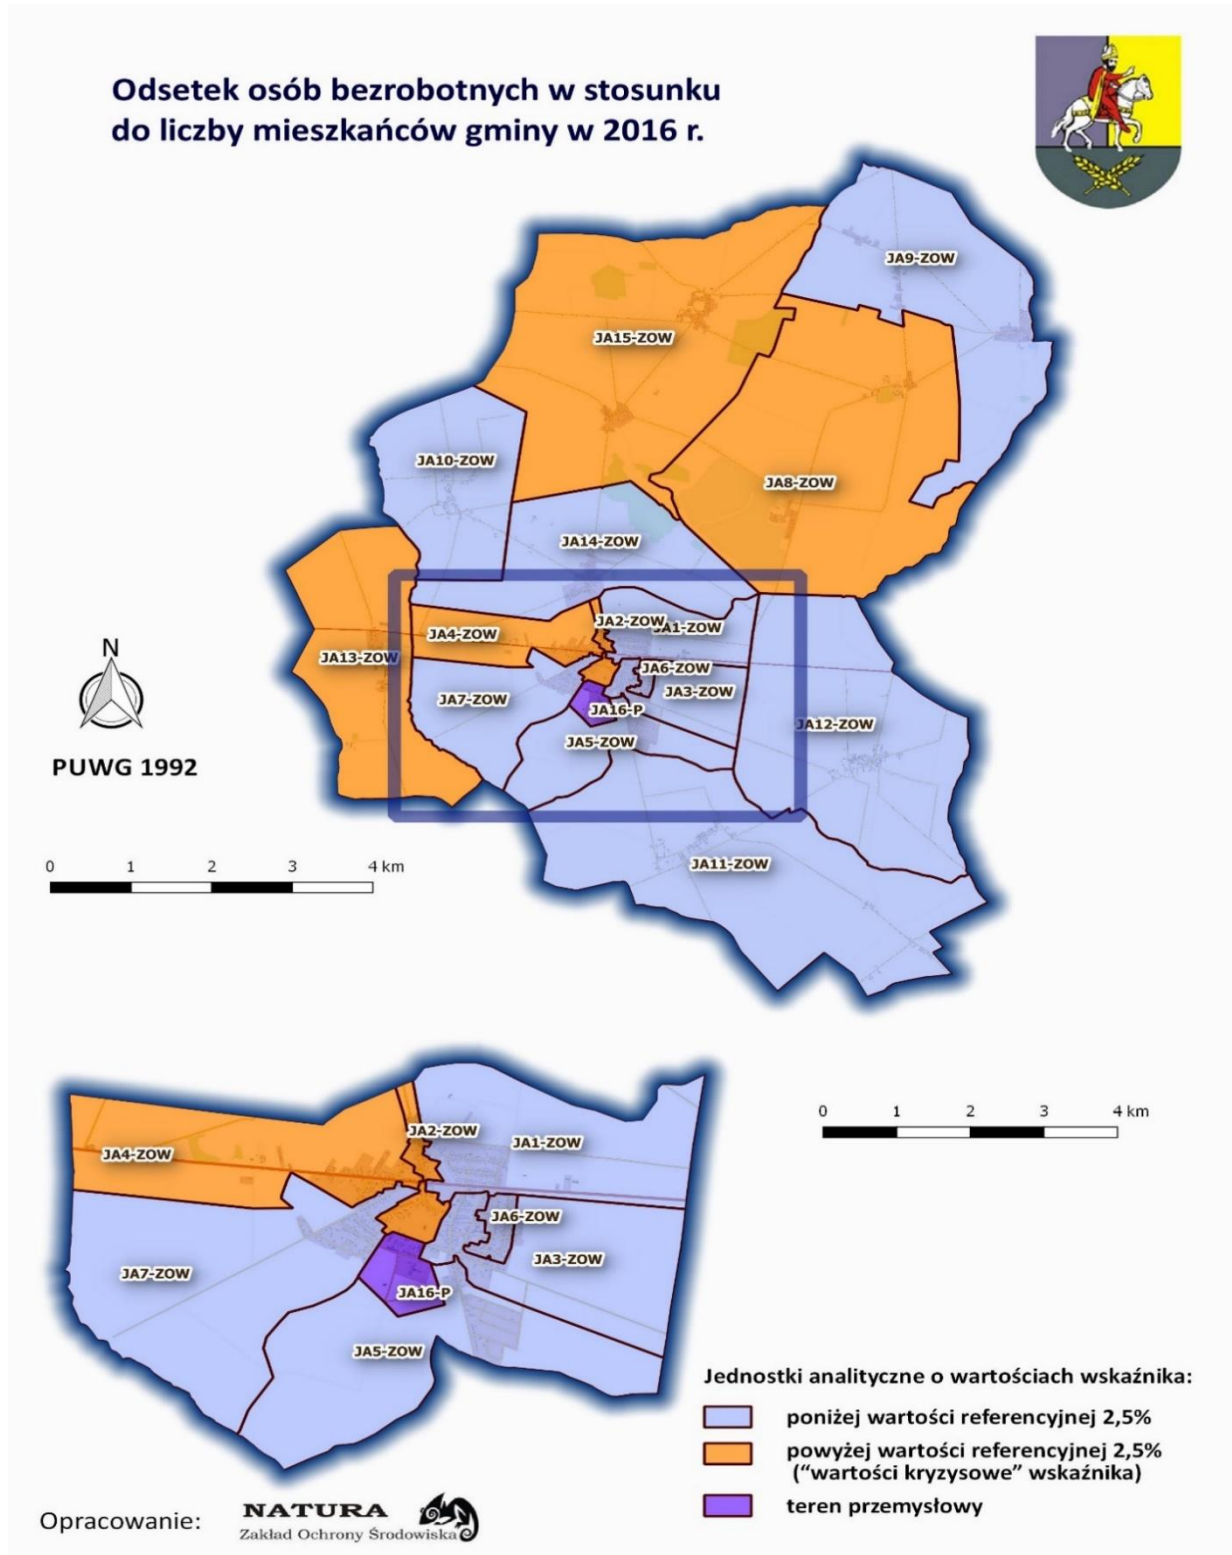 Odsetek osób bezrobotnych w stosunku
do liczby mieszkańców gminy w 2016 r.
JA9-ZOW
JA15-ZOW
JA10-ZOW
JA8-ZOW
JA14-ZOW
JA2-ZOW
JA1-ZOW
JA4-ZOW
JA13-ZOW
JA6-ZOW
JA3-ZOW
JA7-ZOW
JA16-P
JA12-ZOW
JA5-ZOW
JA11-ZOW
N
PUWG 1992
0 1 2 3 4 km
0 1 2 3 4 km
JA2-ZOW
JA1-ZOW
JA4-ZOW
JA6-ZOW
JA3-ZOW
JA7-ZOW
JA16-P
JA5-ZOW
Jednostki analityczne o wartościach wskaźnika:
poniżej wartości referencyjnej 2,5%
powyżej wartości referencyjnej 2,5%
("wartości kryzysowe" wskaźnika)
teren przemysłowy
Opracowanie:
NATURA
Zakład Ochrony Środowiska